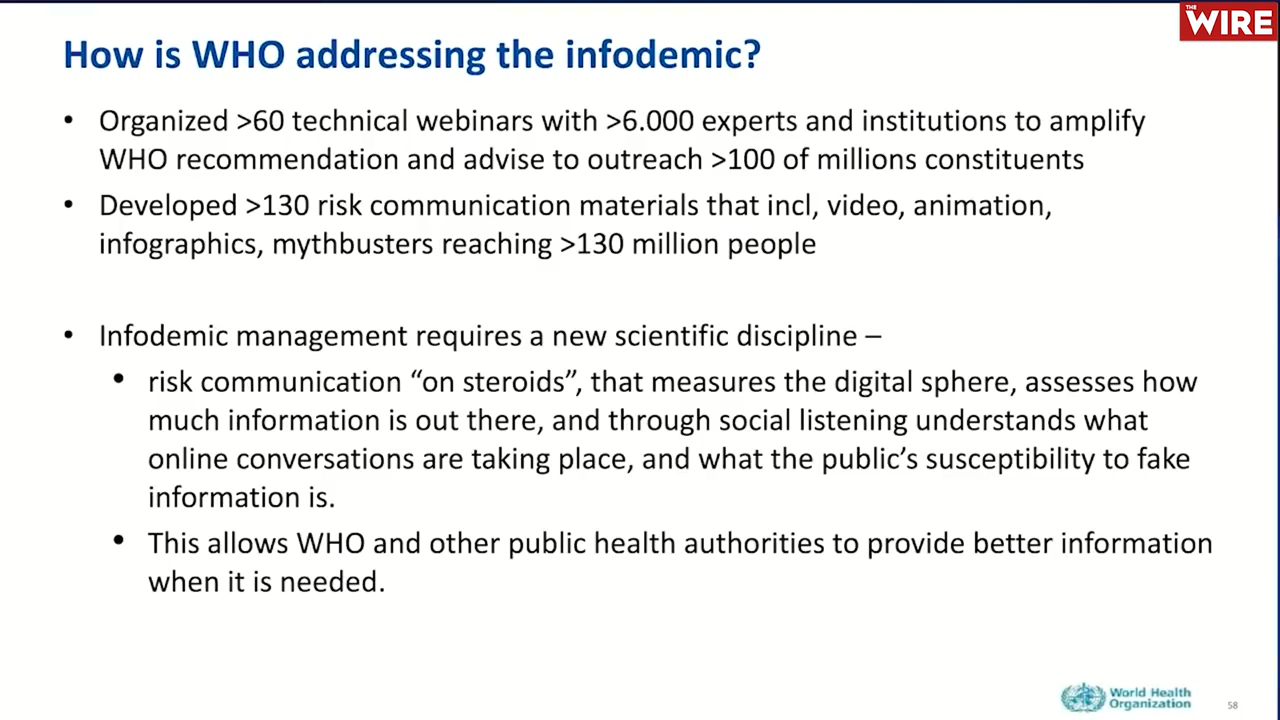 THE
WIRE
How is WHO addressing the infodemic?
• Organized >60 technical webinars with >6.000 experts and institutions to amplify
WHO recommendation and advise to outreach >100 of millions constituents
• Developed >130 risk communication materials that incl, video, animation,
infographics, mythbusters reaching >130 million people
• Infodemic management requires a new scientific discipline –
• risk communication “on steroids”, that measures the digital sphere, assesses how
much information is out there, and through social listening understands what
online conversations are taking place, and what the public’s susceptibility to fake
information is.
• This allows WHO and other public health authorities to provide better information
when it is needed.
World Health
Organization
58